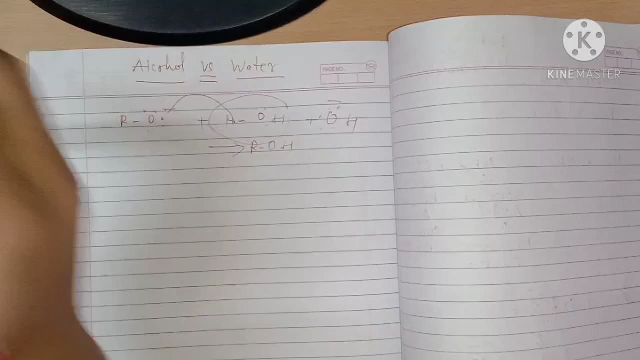 Alcohol vs Water
KINEMASTER
R - Ö: + H - Ö H + :Ö H
→ R - O H